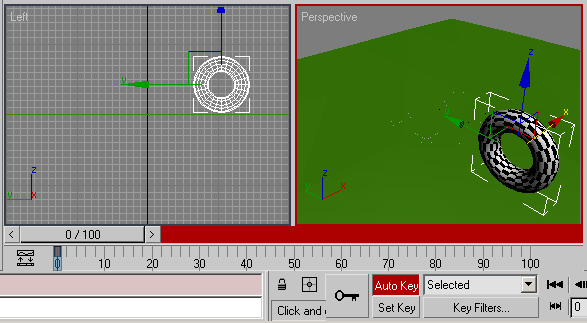 Left
Perspective
z
x
y
y
z
x
y
z
x
< 0 / 100 >
0 10 20 30 40 50 60 70 80 90 100
Auto Key Selected
Click and
Set Key Key Filters... 0